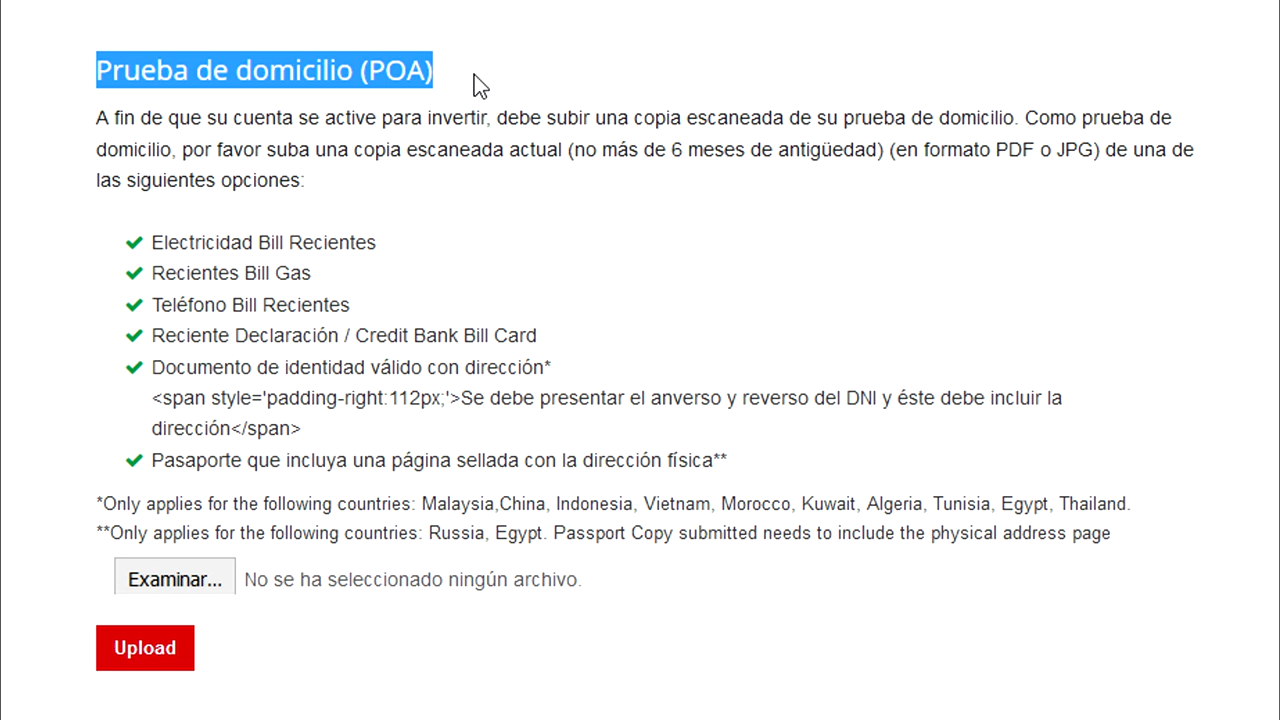 Prueba de domicilio (POA)
A fin de que su cuenta se active para invertir, debe subir una copia escaneada de su prueba de domicilio. Como prueba de
domicilio, por favor suba una copia escaneada actual (no más de 6 meses de antigüedad) (en formato PDF o JPG) de una de
las siguientes opciones:
Electricidad Bill Recientes
Recientes Bill Gas
Teléfono Bill Recientes
Reciente Declaración / Credit Bank Bill Card
Documento de identidad válido con dirección*
<span style='padding-right:112px;'>Se debe presentar el anverso y reverso del DNI y éste debe incluir la
dirección</span>
Pasaporte que incluya una página sellada con la dirección física**
*Only applies for the following countries: Malaysia,China, Indonesia, Vietnam, Morocco, Kuwait, Algeria, Tunisia, Egypt, Thailand.
**Only applies for the following countries: Russia, Egypt. Passport Copy submitted needs to include the physical address page
Examinar... No se ha seleccionado ningún archivo.
Upload